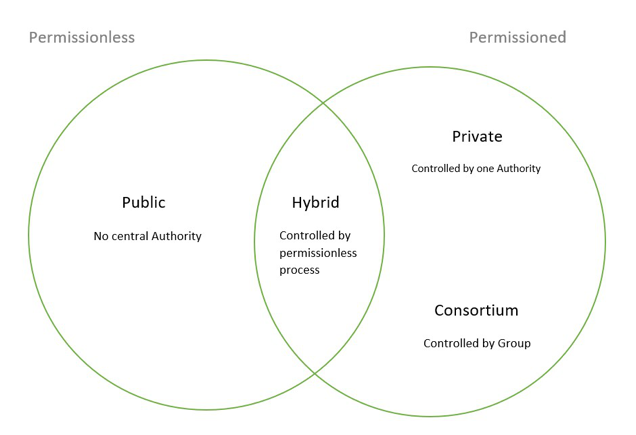 Permissionless
Permissioned
Public
No central Authority
Hybrid
Controlled by
permissionless
process
Private
Controlled by one Authority
Consortium
Controlled by Group